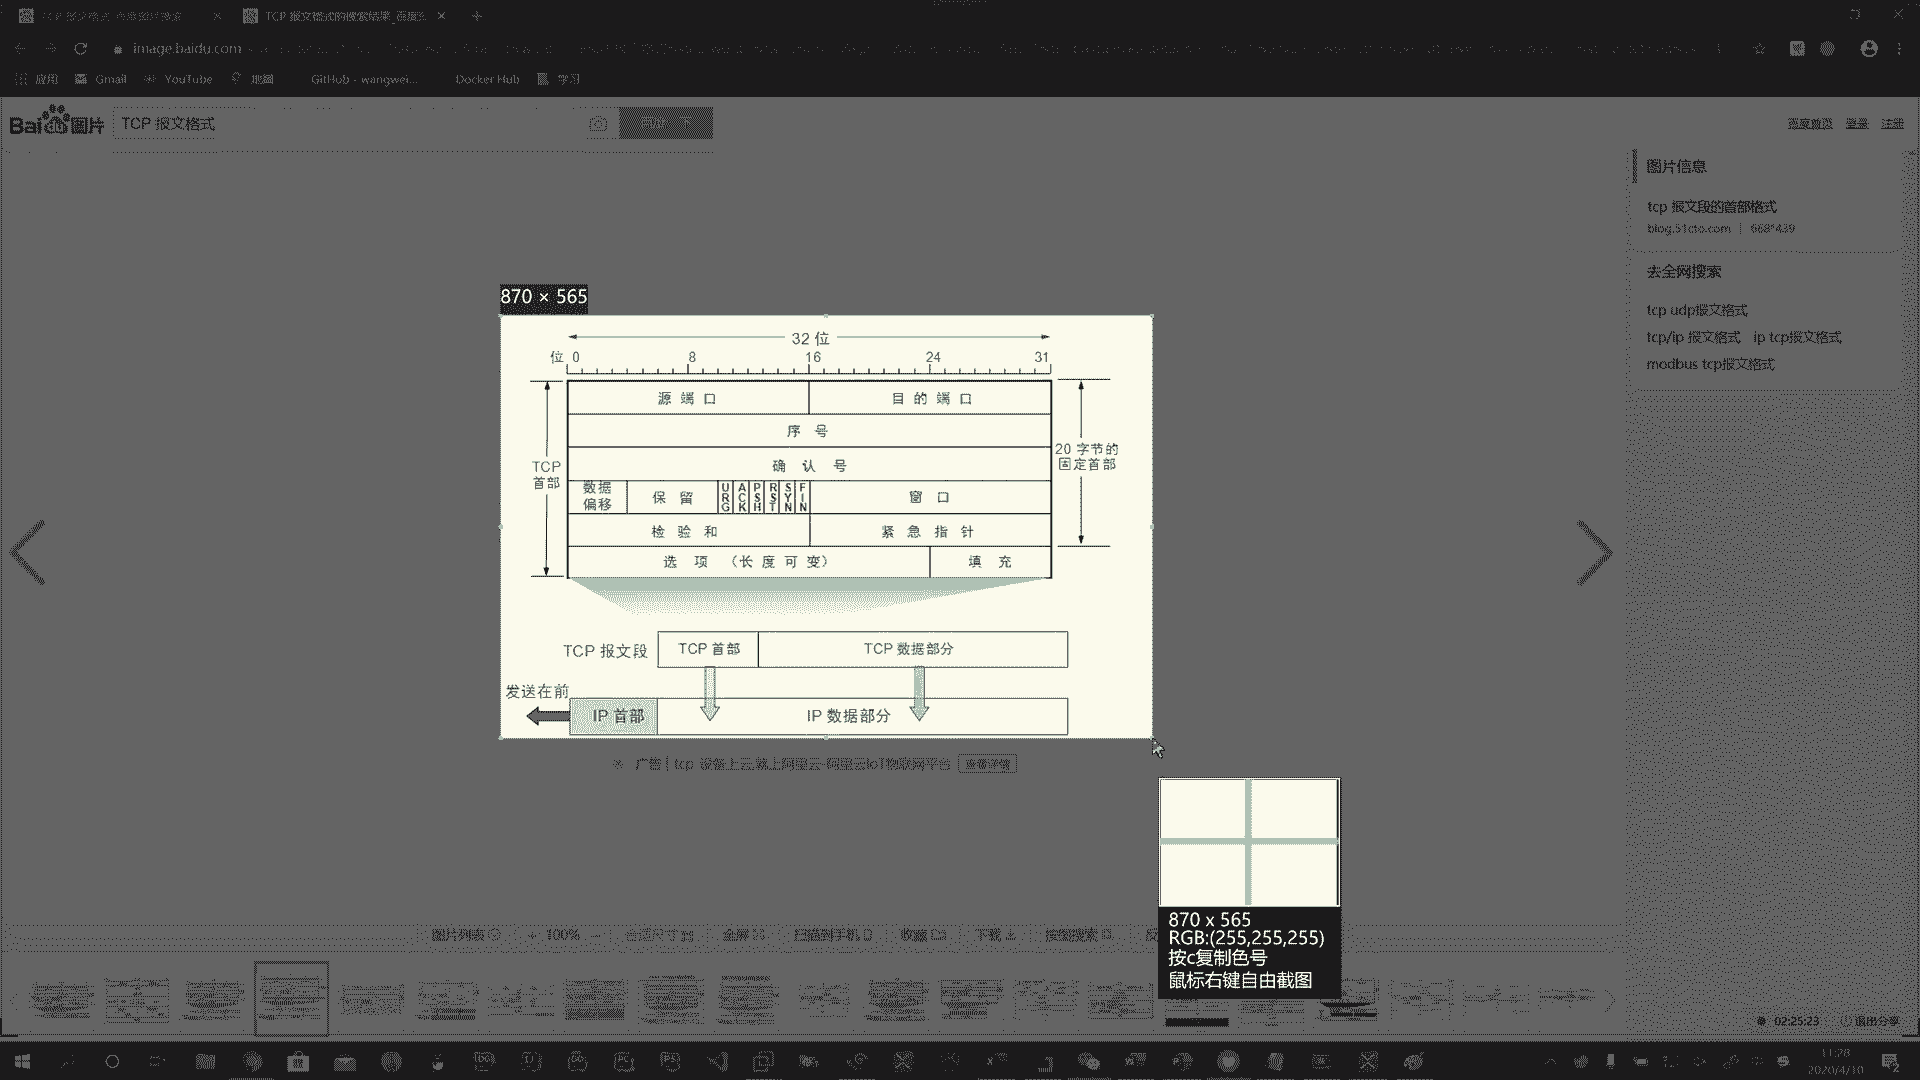 TCP 报文格式的搜索结果_百度
image.baidu.com
应用 Gmail YouTube 地图 GitHub - wangwei... Docker Hub 学习
Bai 图片 TCP 报文格式
百度首页 登录 注册
图片信息
tcp 报文段的首部格式
blog.51cto.com | 668*439
去全网搜索
tcp udp报文格式
tcp/ip 报文格式 ip tcp报文格式
modbus tcp报文格式
870 × 565
32 位
位 0 8 16 24 31
源 端 口 目 的 端 口
序 号
确 认 号
TCP
首部
20 字节的
固定首部
数据
偏移
保 留 URG ACK PSH RST SYN FIN 窗 口
检 验 和 紧 急 指 针
选 项 （长 度 可 变） 填 充
TCP 报文段 TCP 首部 TCP 数据部分
发送在前
IP 首部 IP 数据部分
广告 | tcp 设备上云,就上阿里云-阿里云IoT物联网平台 查看详情
870 x 565
RGB:(255,255,255)
按c复制色号
鼠标右键自由截图
图片列表 100% 合适尺寸 全屏 扫描到手机 收藏 下载 按图搜索
02:25:23 退出分享
11:28
2020/4/10